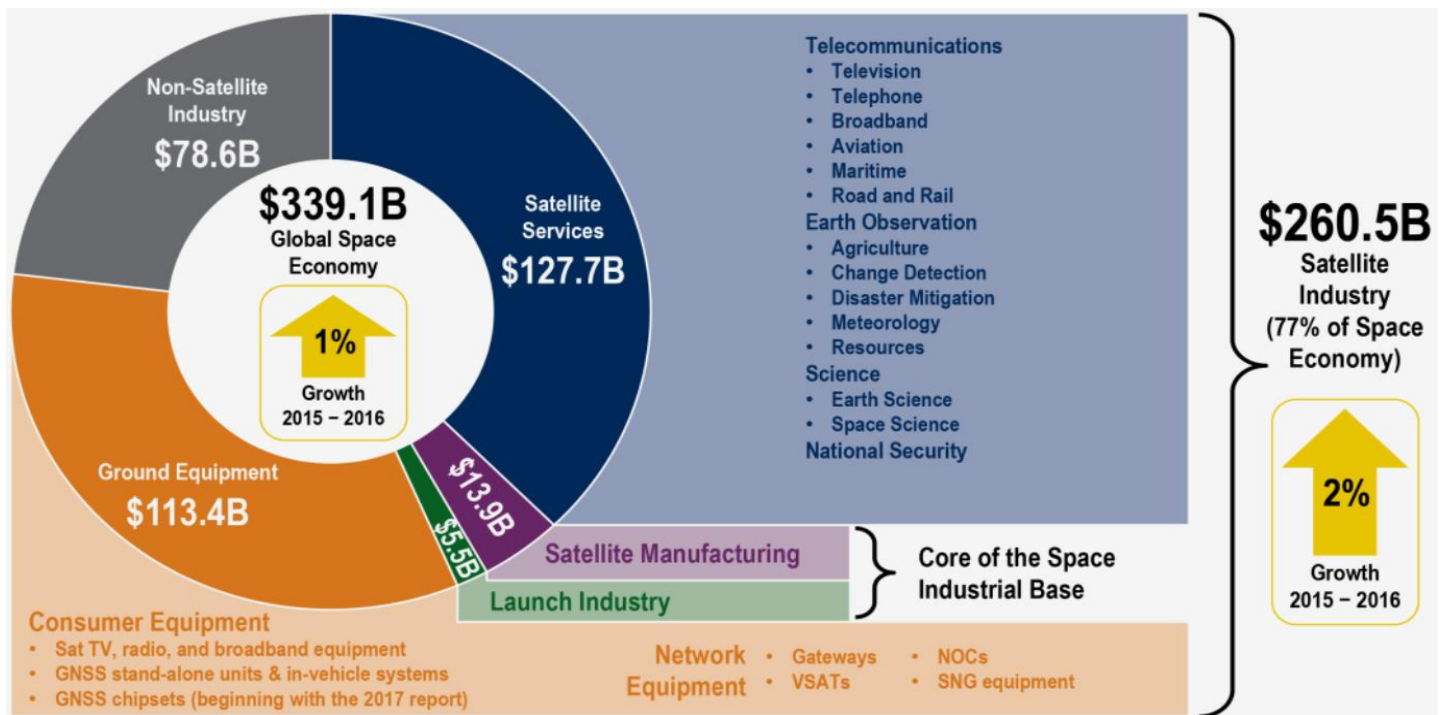 Non-Satellite
Industry
$78.6B
$339.1B
Global Space
Economy
1%
Growth
2015 – 2016
Satellite
Services
$127.7B
Ground Equipment
$113.4B
$5.5B
$13.9B
Telecommunications
• Television
• Telephone
• Broadband
• Aviation
• Maritime
• Road and Rail
Earth Observation
• Agriculture
• Change Detection
• Disaster Mitigation
• Meteorology
• Resources
Science
• Earth Science
• Space Science
National Security
Satellite Manufacturing
Launch Industry
Core of the Space
Industrial Base
Consumer Equipment
• Sat TV, radio, and broadband equipment
• GNSS stand-alone units & in-vehicle systems
• GNSS chipsets (beginning with the 2017 report)
Network
Equipment
• Gateways
• VSATs
• NOCs
• SNG equipment
$260.5B
Satellite
Industry
(77% of Space
Economy)
2%
Growth
2015 – 2016